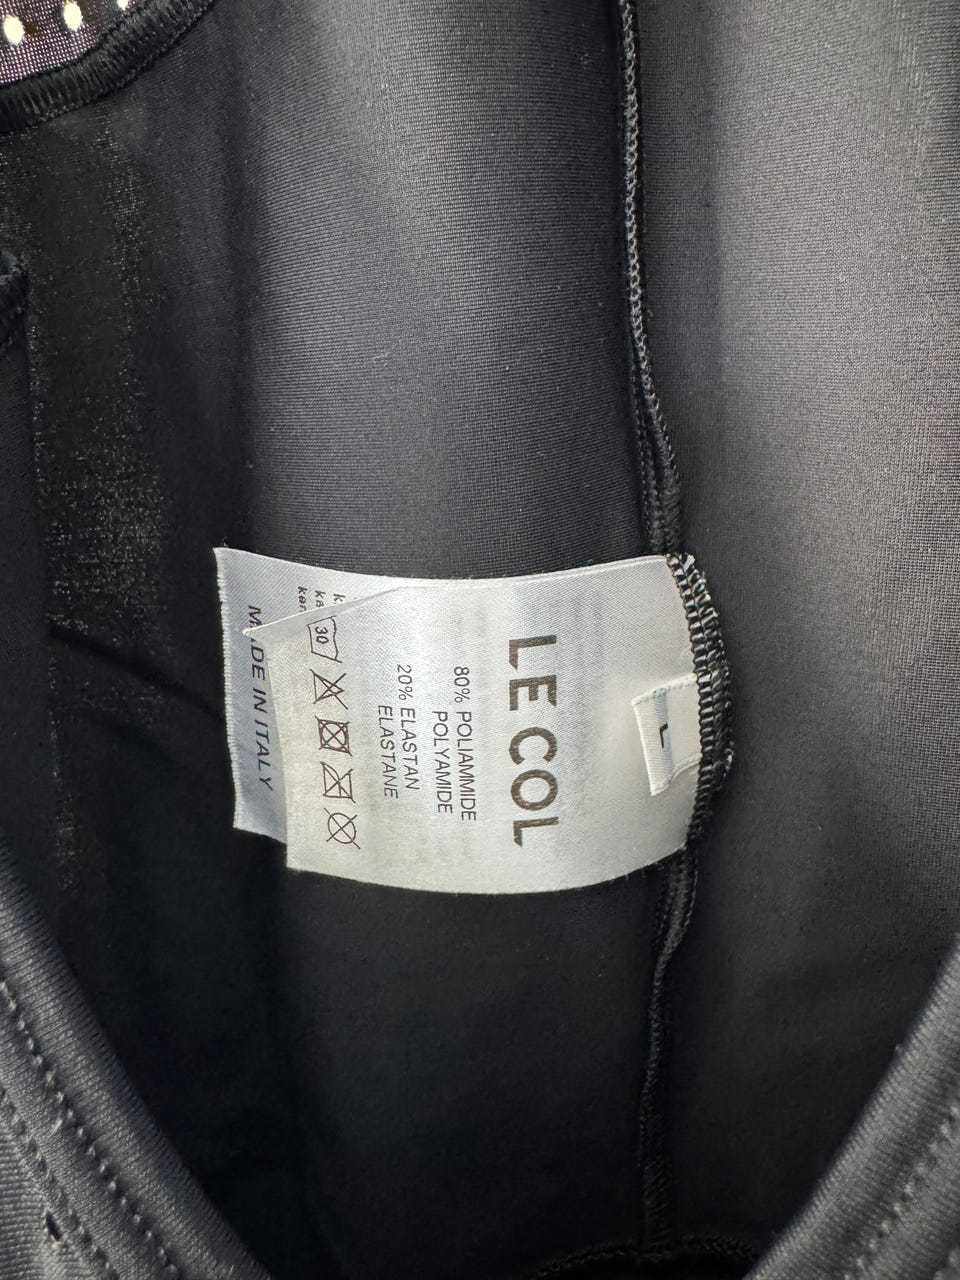 L
LE COL
80% POLIAMMIDE
POLYAMIDE
20% ELASTAN
ELASTANE
30
MADE IN ITALY